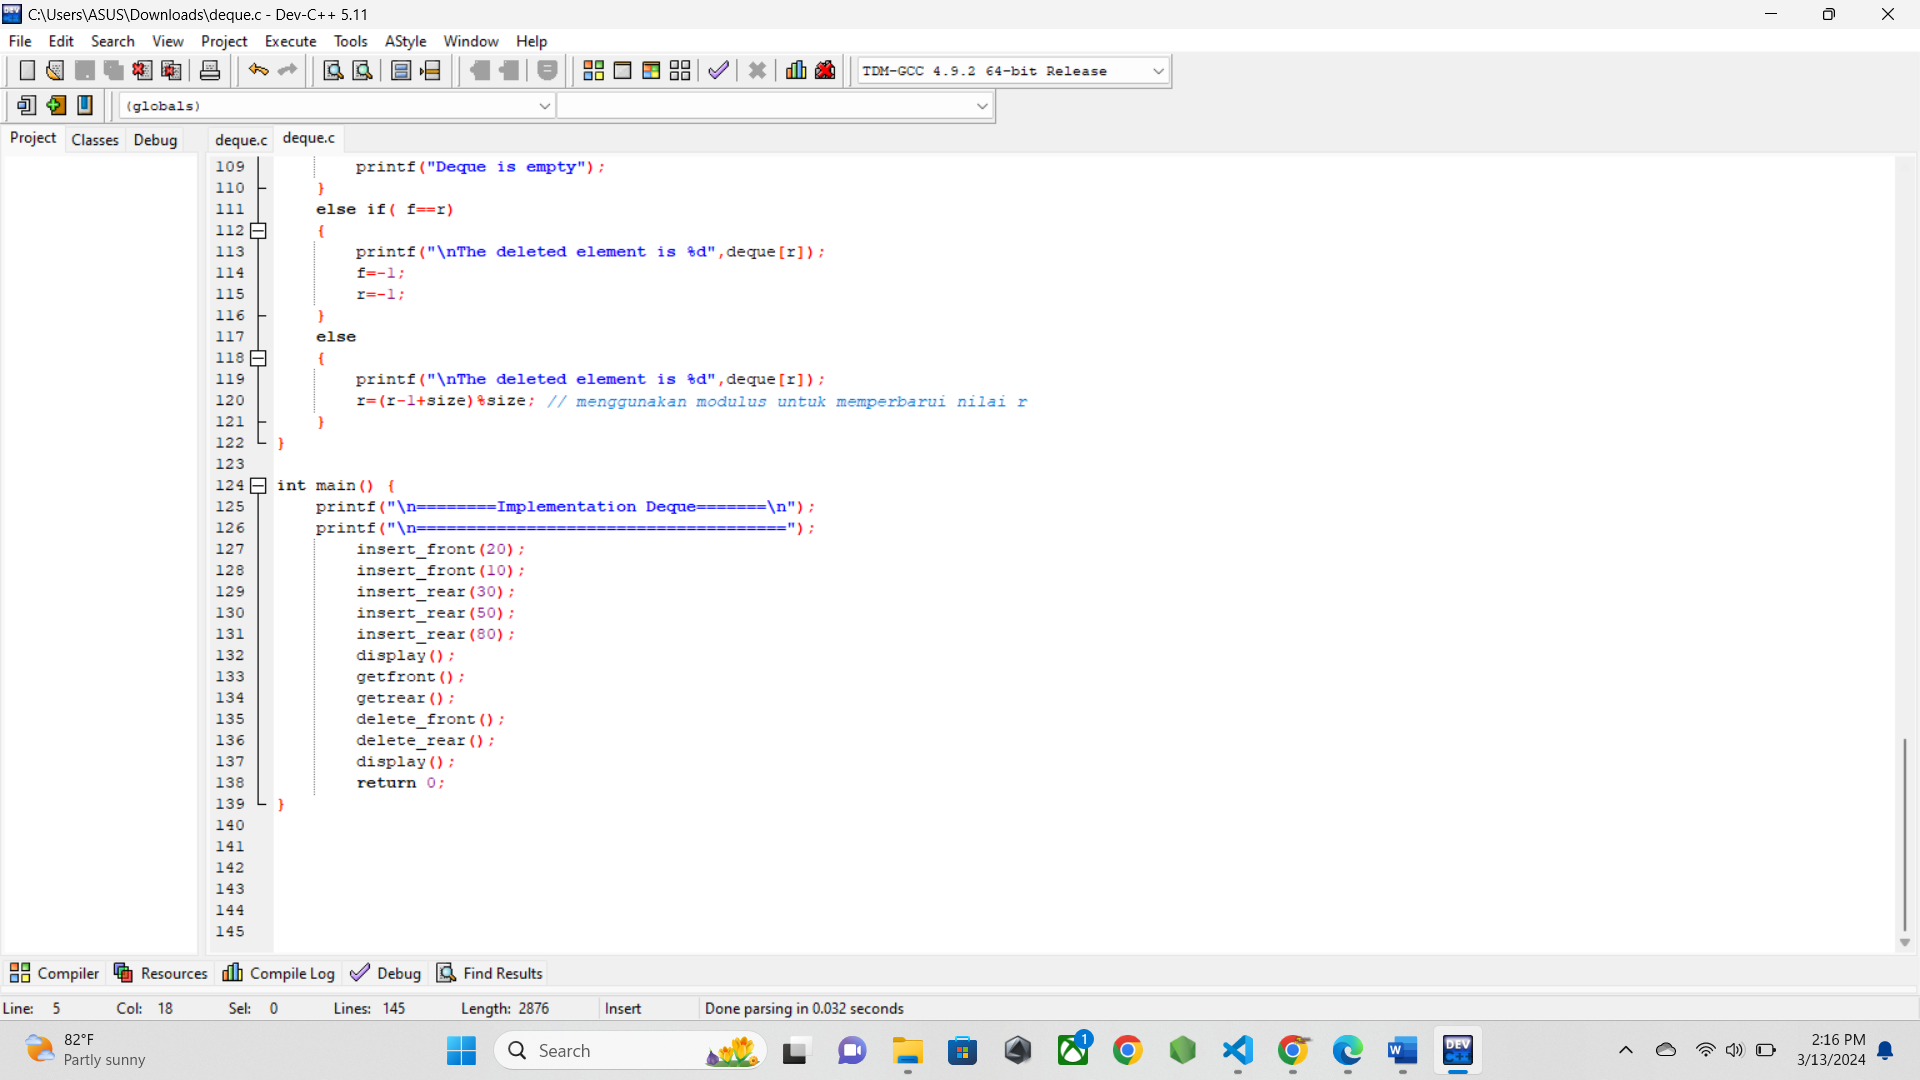 C:\Users\ASUS\Downloads\deque.c - Dev-C++ 5.11
File Edit Search View Project Execute Tools AStyle Window Help
TDM-GCC 4.9.2 64-bit Release
(globals)
Project Classes Debug deque.c deque.c
109 printf("Deque is empty");
110 }
111 else if( f==r)
112 {
113 printf("\nThe deleted element is %d",deque[r]);
114 f=-1;
115 r=-1;
116 }
117 else
118 {
119 printf("\nThe deleted element is %d",deque[r]);
120 r=(r-1+size)%size; // menggunakan modulus untuk memperbarui nilai r
121 }
122 }
123
124 int main() {
125 printf("\n========Implementation Deque=======\n");
126 printf("\n=====================================");
127 insert_front(20);
128 insert_front(10);
129 insert_rear(30);
130 insert_rear(50);
131 insert_rear(80);
132 display();
133 getfront();
134 getrear();
135 delete_front();
136 delete_rear();
137 display();
138 return 0;
139 }
140
141
142
143
144
145
Compiler Resources Compile Log Debug Find Results
Line: 5 Col: 18 Sel: 0 Lines: 145 Length: 2876 Insert Done parsing in 0.032 seconds
82°F
Partly sunny
Search
1
W
DEV
C++
2:16 PM
3/13/2024